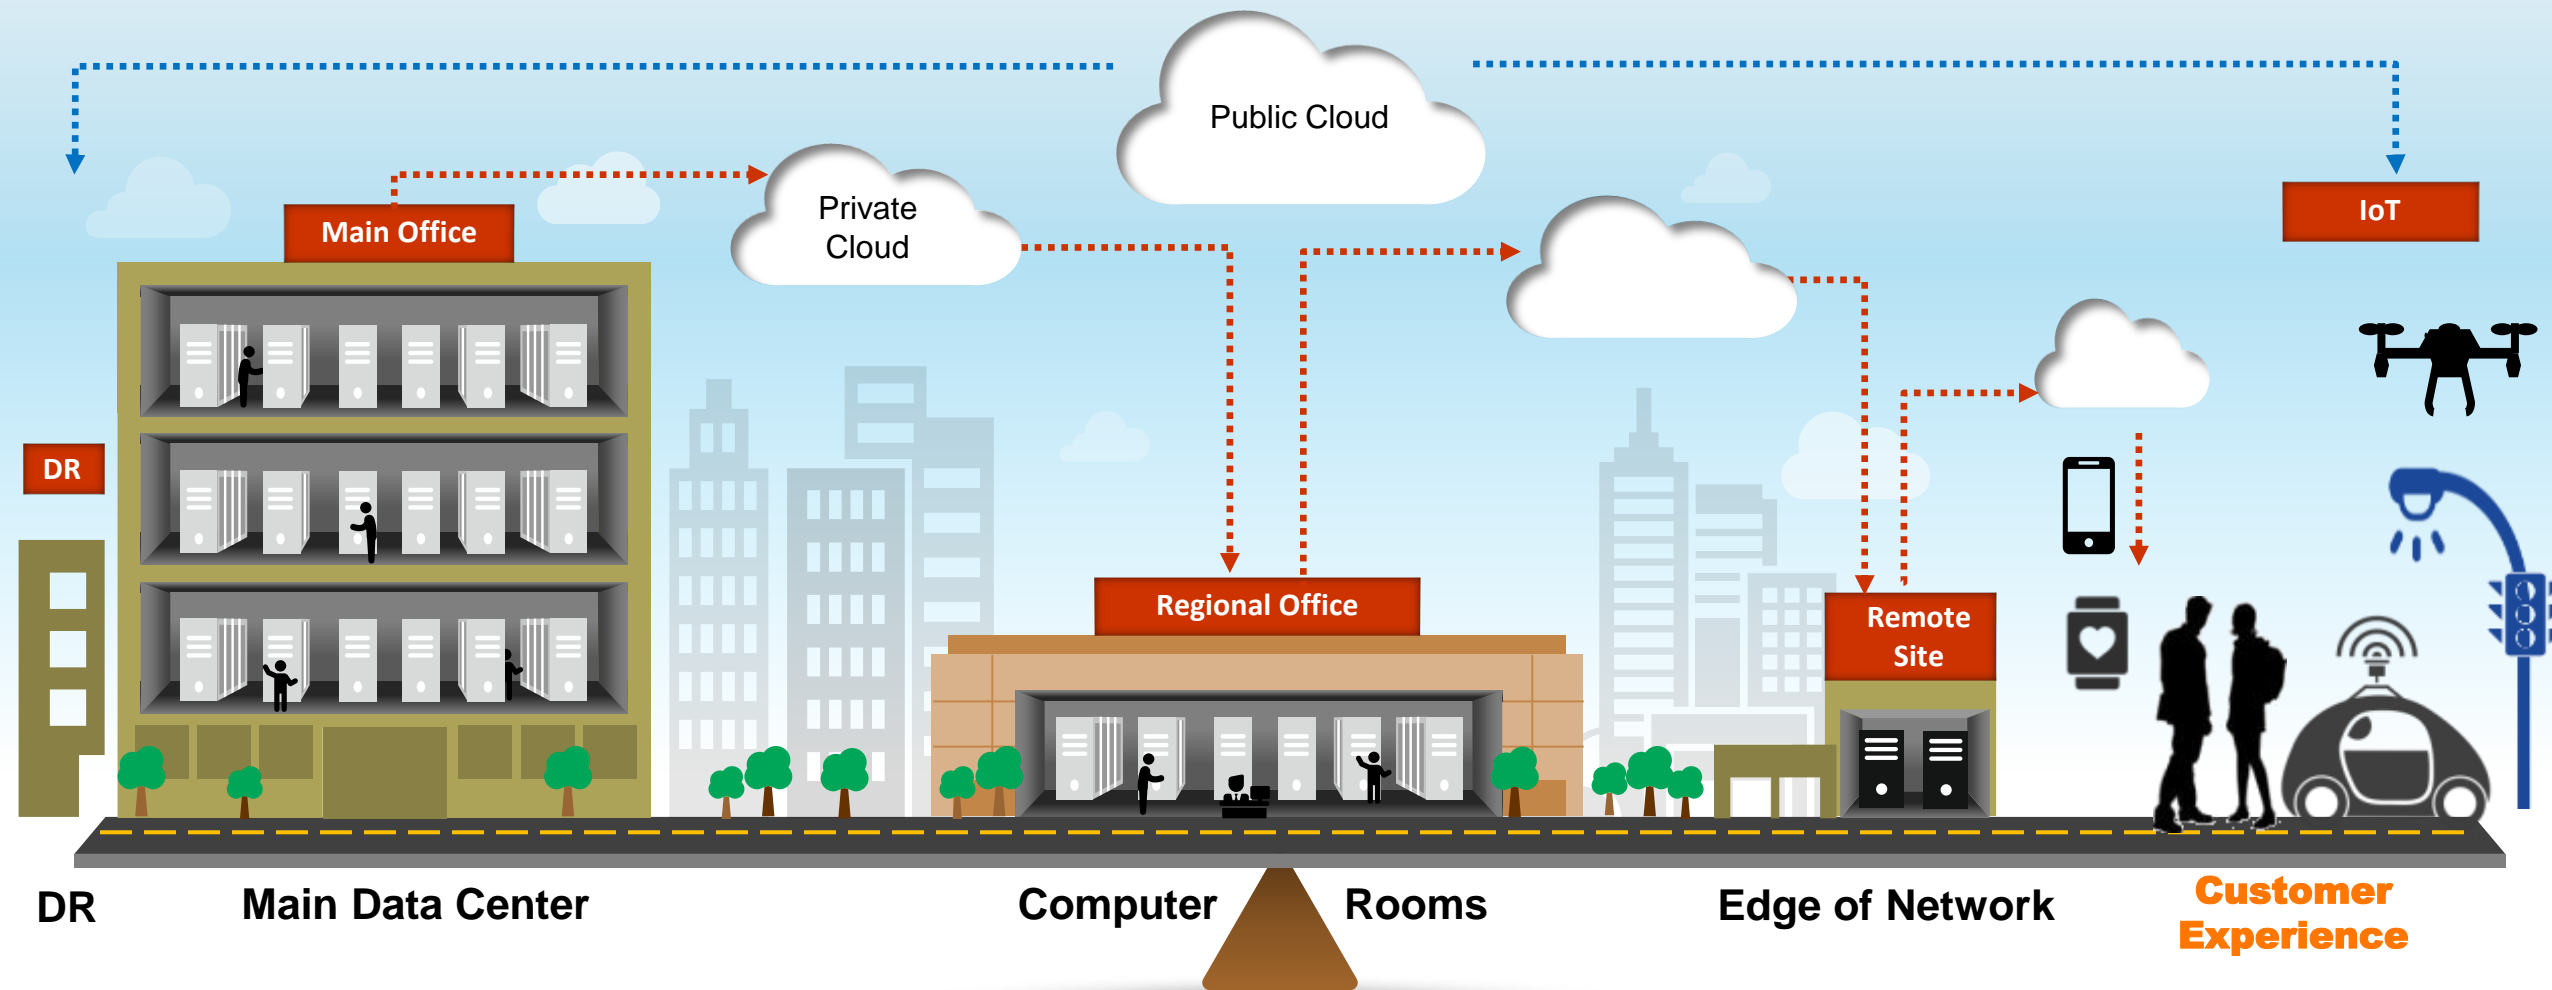 Public Cloud
Private
Cloud
Main Office
IoT
DR
Regional Office
Remote
Site
DR
Main Data Center
Computer
Rooms
Edge of Network
Customer
Experience